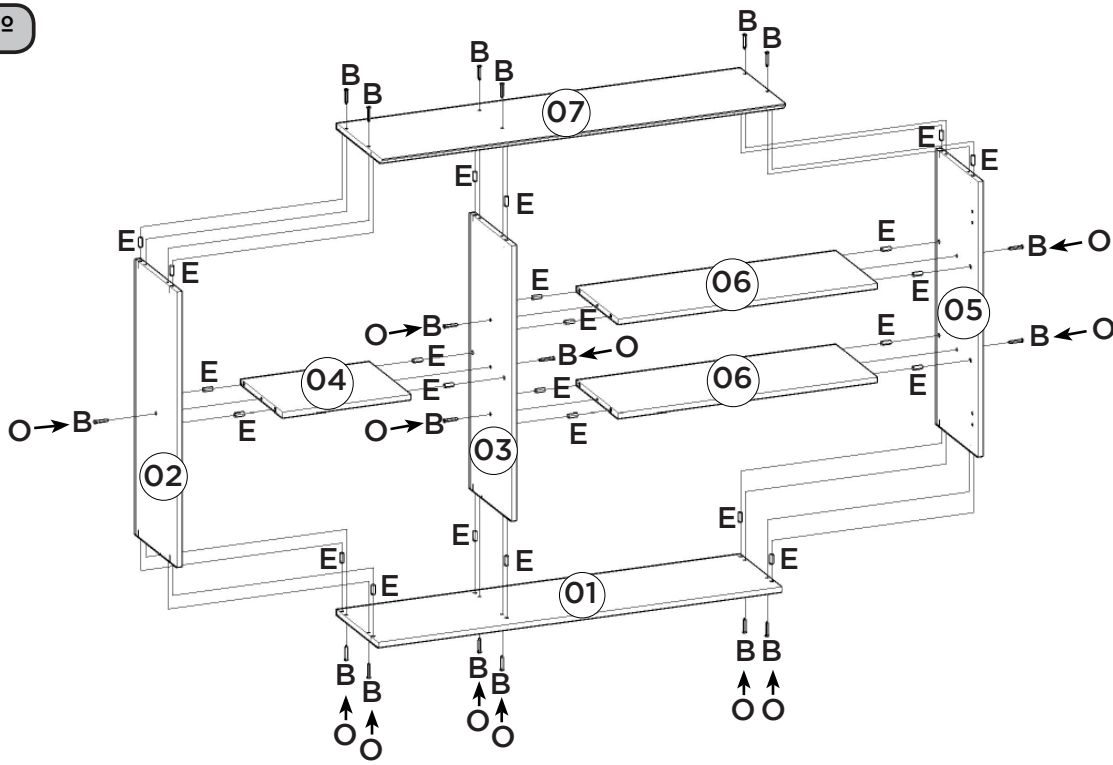 º
B B
B B
B B
07
E E
E E
E E
E E B ← O
06 E
E
E 05
O → B E
E B ← O E B ← O
E 04 E 06 E
E E
O → B E O → B E
02 03
E E E E E E
01
B B B B B B
↑ ↑ ↑ ↑ ↑ ↑
O O O O O O